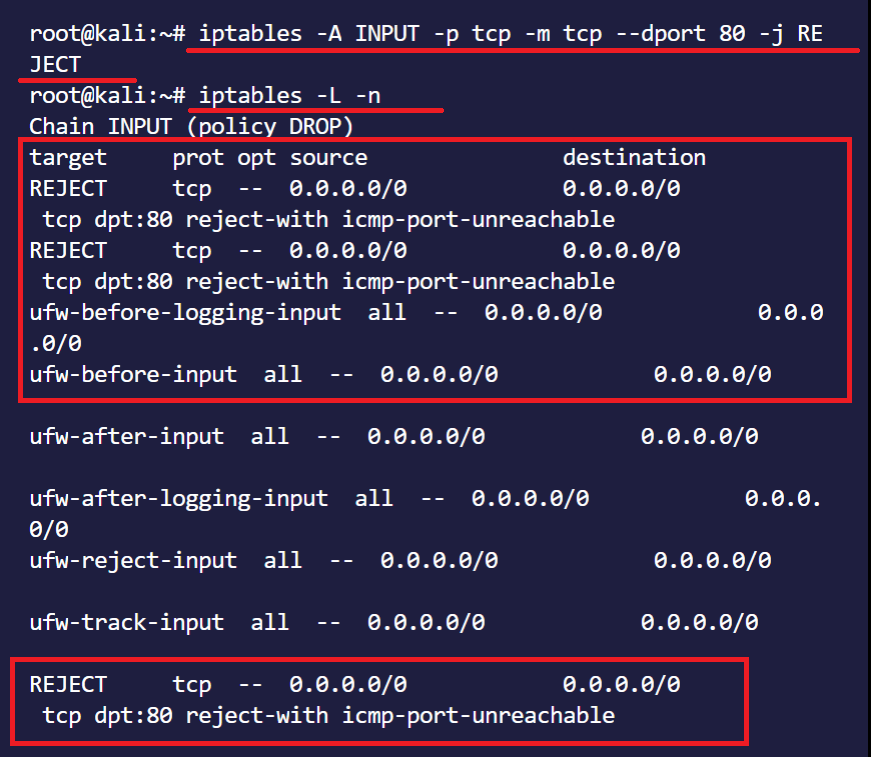 root@kali:~# iptables -A INPUT -p tcp -m tcp --dport 80 -j RE
JECT
root@kali:~# iptables -L -n
Chain INPUT (policy DROP)
target     prot opt source               destination
REJECT     tcp  --  0.0.0.0/0            0.0.0.0/0
 tcp dpt:80 reject-with icmp-port-unreachable
REJECT     tcp  --  0.0.0.0/0            0.0.0.0/0
 tcp dpt:80 reject-with icmp-port-unreachable
ufw-before-logging-input  all  --  0.0.0.0/0            0.0.0
.0/0
ufw-before-input  all  --  0.0.0.0/0            0.0.0.0/0
ufw-after-input  all  --  0.0.0.0/0            0.0.0.0/0
ufw-after-logging-input  all  --  0.0.0.0/0            0.0.0.
0/0
ufw-reject-input  all  --  0.0.0.0/0            0.0.0.0/0
ufw-track-input  all  --  0.0.0.0/0            0.0.0.0/0
REJECT     tcp  --  0.0.0.0/0            0.0.0.0/0
 tcp dpt:80 reject-with icmp-port-unreachable